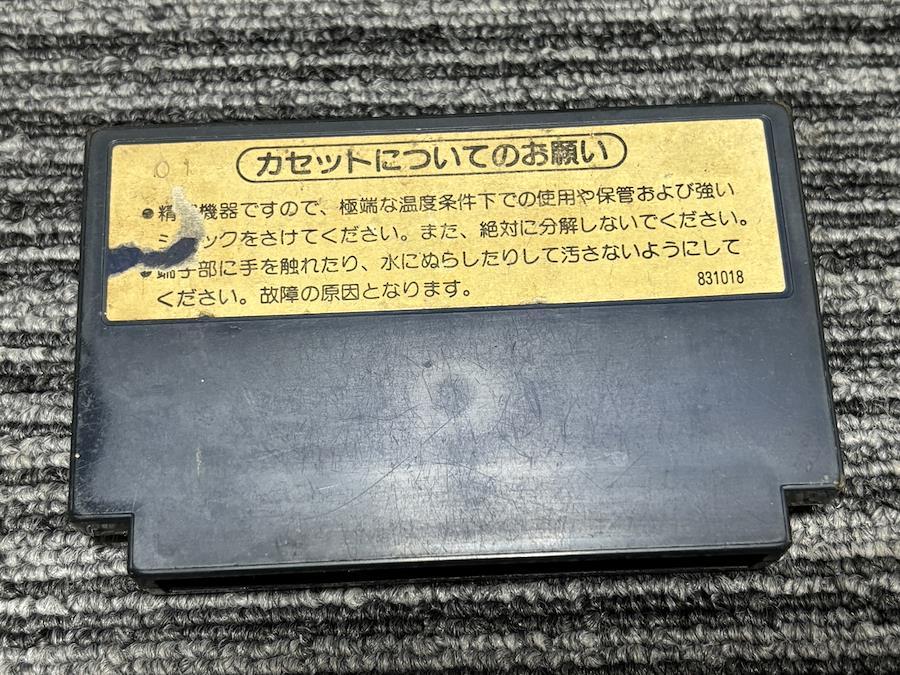 01
カセットについてのお願い
●精 機器ですので、極端な温度条件下での使用や保管および強い
ックをさけてください。また、絶対に分解しないでください。
●端子部に手を触れたり、水にぬらしたりして汚さないようにして
ください。故障の原因となります。
831018